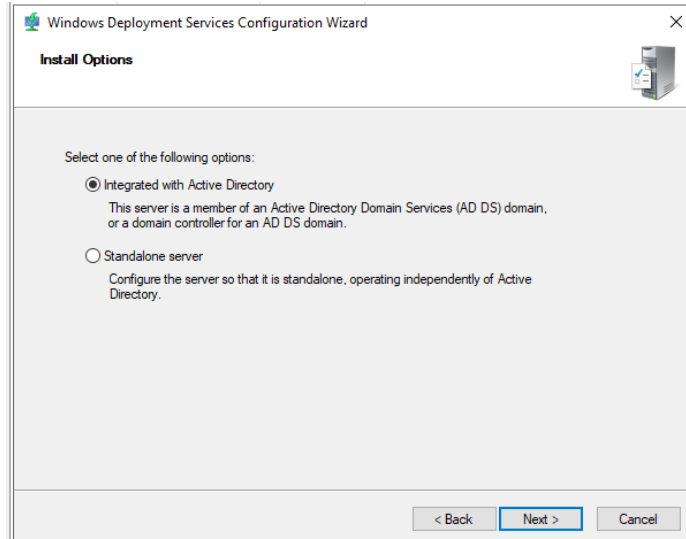 Windows Deployment Services Configuration Wizard
Install Options
Select one of the following options:
Integrated with Active Directory
This server is a member of an Active Directory Domain Services (AD DS) domain,
or a domain controller for an AD DS domain.
Standalone server
Configure the server so that it is standalone, operating independently of Active
Directory.
< Back Next > Cancel